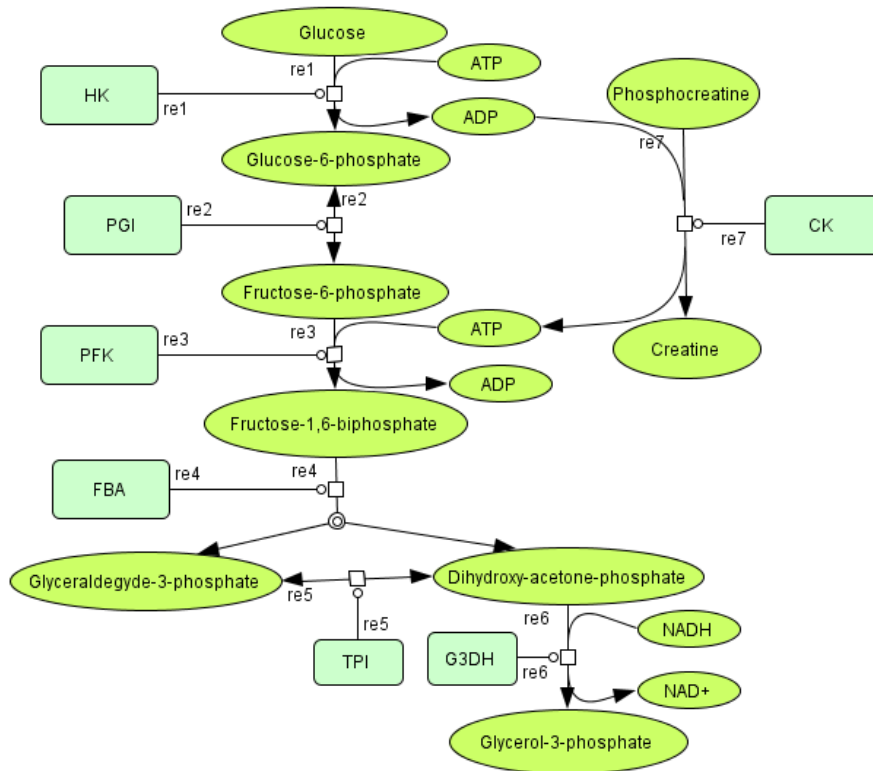 Glucose
re1
ATP
HK
re1
ADP
Phosphocreatine
re7
Glucose-6-phosphate
re2
re2
PGI
re7
CK
Fructose-6-phosphate
re3
re3
ATP
PFK
Creatine
ADP
Fructose-1,6-biphosphate
re4
re4
FBA
Glyceraldegyde-3-phosphate
Dihydroxy-acetone-phosphate
re5
re5
re6
NADH
TPI
G3DH
re6
NAD+
Glycerol-3-phosphate